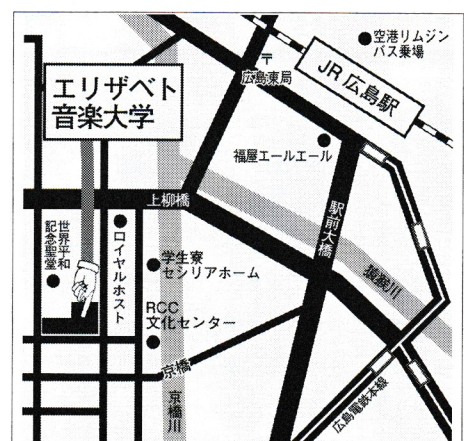 空港リムジン
バス乗場
JR広島駅
〒
広島東局
エリザベト
音楽大学
福屋エールエール
上柳橋
駅前大橋
世界平和
記念聖堂
ロイヤルホスト
学生寮
セシリアホーム
猿猴川
RCC
文化センター
京橋
京橋川
広島電鉄本線